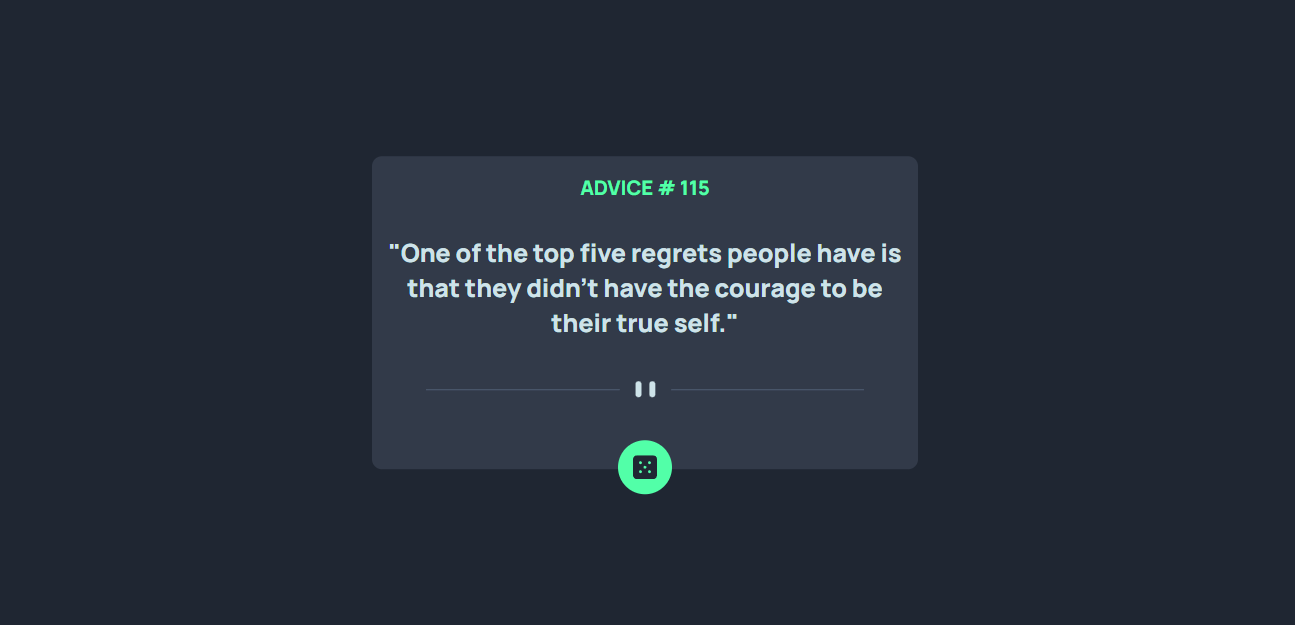 ADVICE # 115
"One of the top five regrets people have is
that they didn't have the courage to be
their true self."